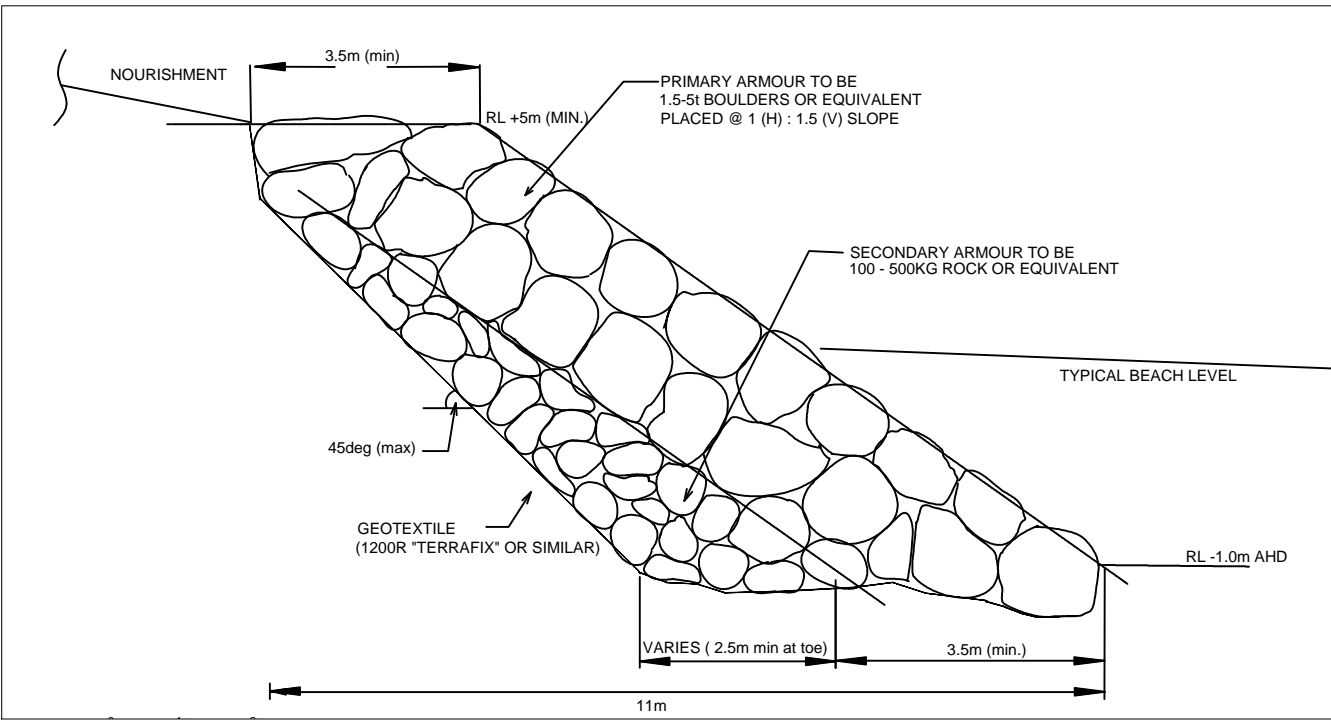 3.5m (min)
NOURISHMENT
PRIMARY ARMOUR TO BE
1.5-5t BOULDERS OR EQUIVALENT
PLACED @ 1 (H) : 1.5 (V) SLOPE
RL +5m (MIN.)
SECONDARY ARMOUR TO BE
100 - 500KG ROCK OR EQUIVALENT
TYPICAL BEACH LEVEL
45deg (max)
GEOTEXTILE
(1200R "TERRAFIX" OR SIMILAR)
RL -1.0m AHD
VARIES ( 2.5m min at toe)
3.5m (min.)
11m